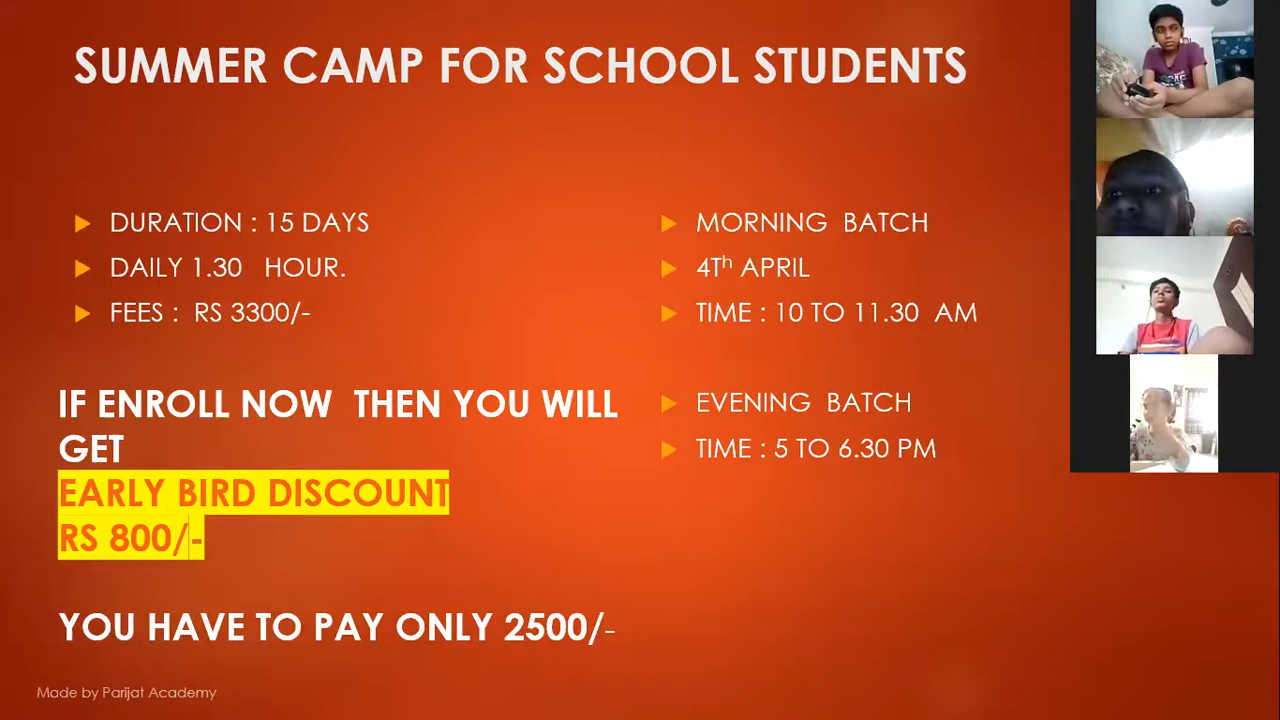 SUMMER CAMP FOR SCHOOL STUDENTS
DURATION : 15 DAYS
DAILY 1.30 HOUR.
FEES : RS 3300/-
IF ENROLL NOW THEN YOU WILL
GET
EARLY BIRD DISCOUNT
RS 800/-
YOU HAVE TO PAY ONLY 2500/-
MORNING BATCH
4Th APRIL
TIME : 10 TO 11.30 AM
EVENING BATCH
TIME : 5 TO 6.30 PM
Made by Parijat Academy